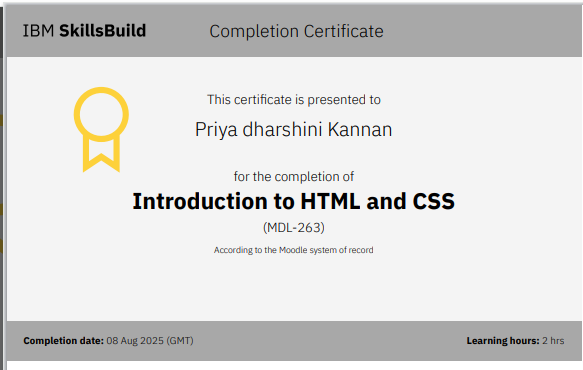 IBM SkillsBuild
Completion Certificate
This certificate is presented to
Priya dharshini Kannan
for the completion of
Introduction to HTML and CSS
(MDL-263)
According to the Moodle system of record
Completion date: 08 Aug 2025 (GMT)
Learning hours: 2 hrs